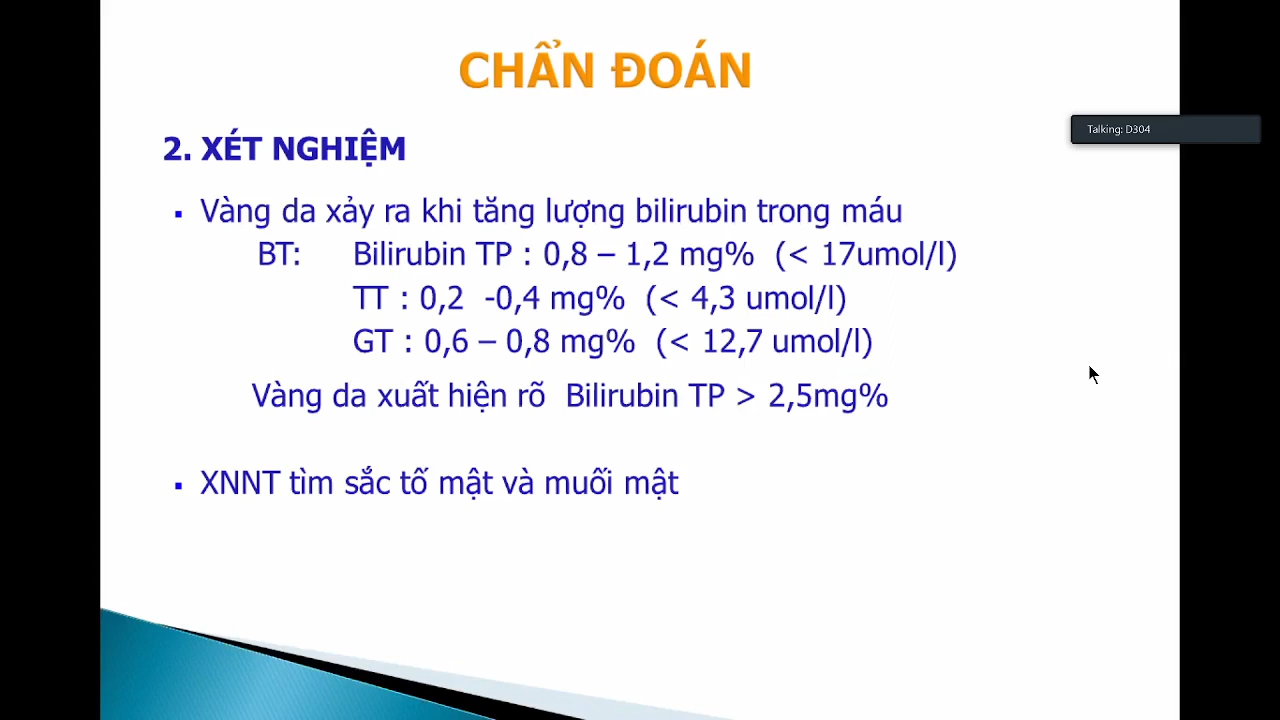 CHẨN ĐOÁN
Talking: D304
2. XÉT NGHIỆM
▪ Vàng da xảy ra khi tăng lượng bilirubin trong máu
BT: Bilirubin TP : 0,8 – 1,2 mg% (< 17umol/l)
TT : 0,2 -0,4 mg% (< 4,3 umol/l)
GT : 0,6 – 0,8 mg% (< 12,7 umol/l)
Vàng da xuất hiện rõ Bilirubin TP > 2,5mg%
▪ XNNT tìm sắc tố mật và muối mật